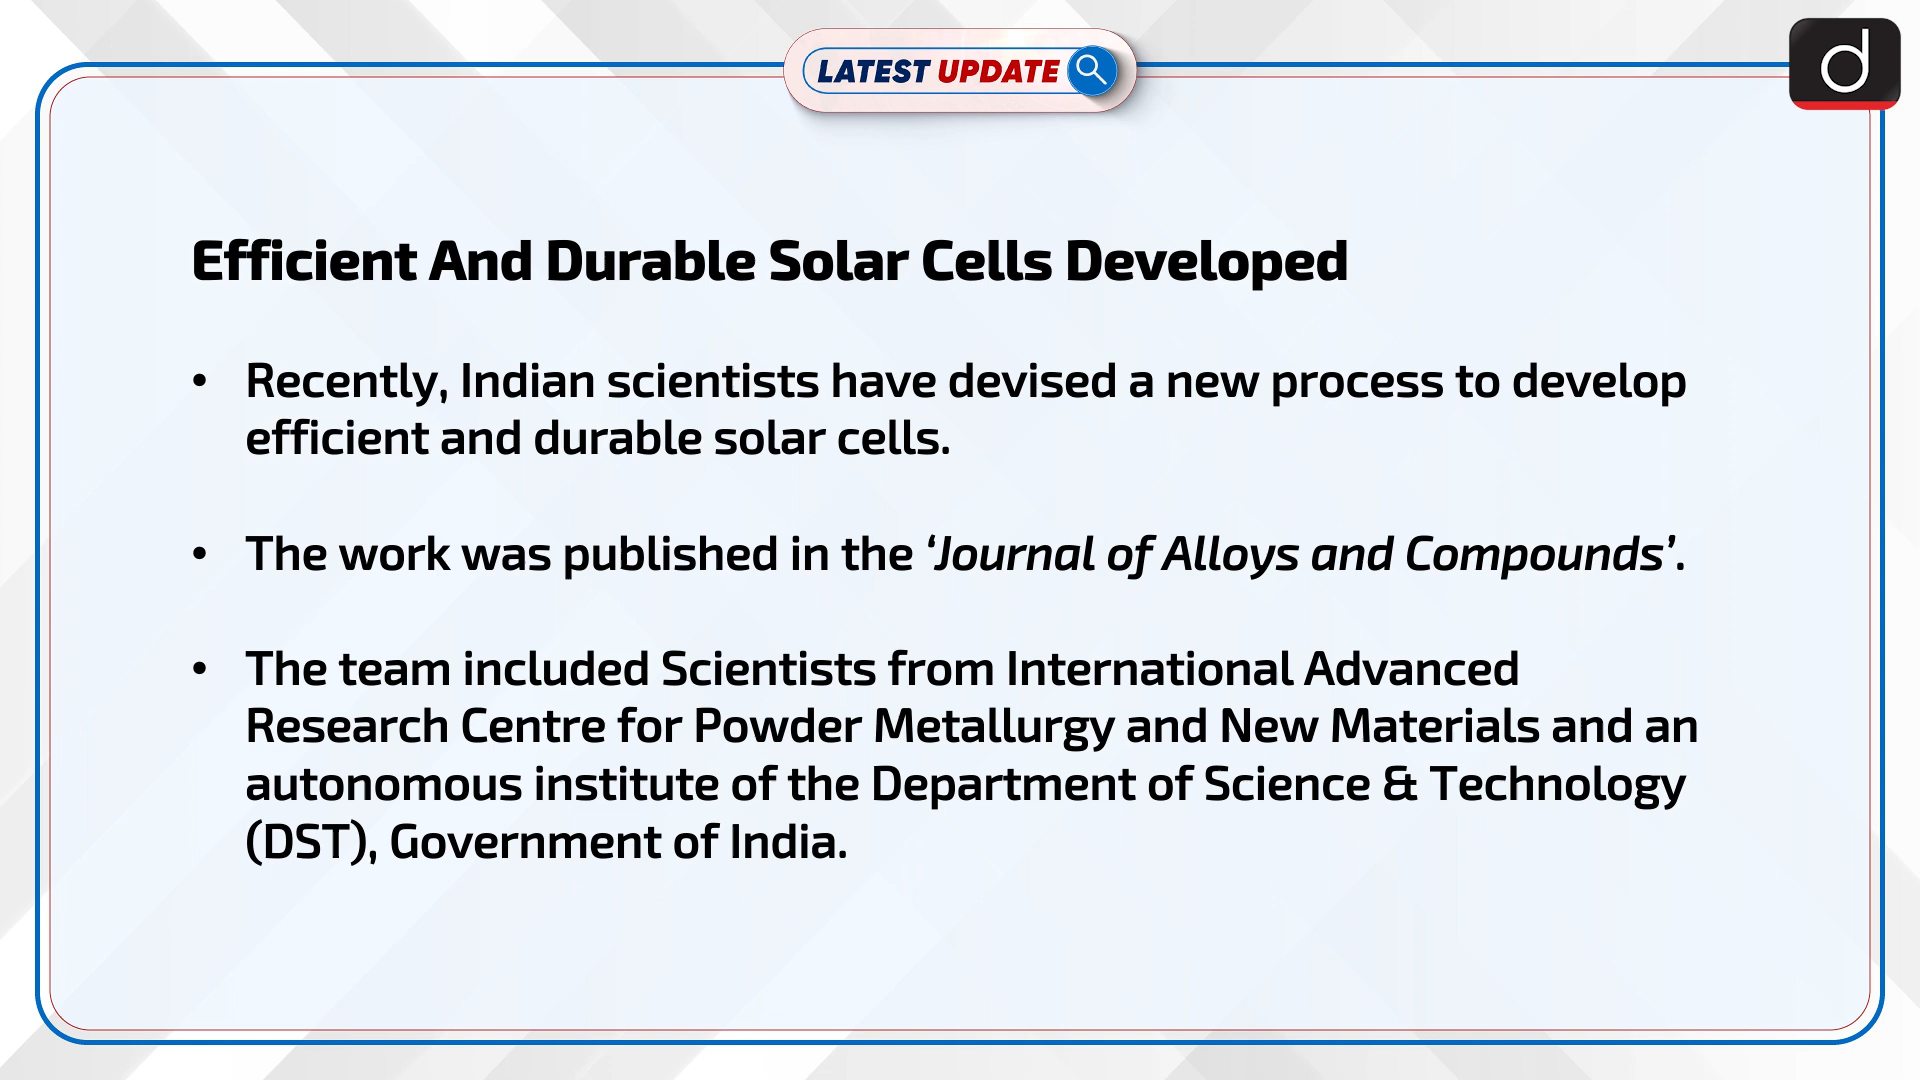 LATEST UPDATE
d
Efficient And Durable Solar Cells Developed
• Recently, Indian scientists have devised a new process to develop
efficient and durable solar cells.
• The work was published in the ‘Journal of Alloys and Compounds’.
• The team included Scientists from International Advanced
Research Centre for Powder Metallurgy and New Materials and an
autonomous institute of the Department of Science & Technology
(DST), Government of India.